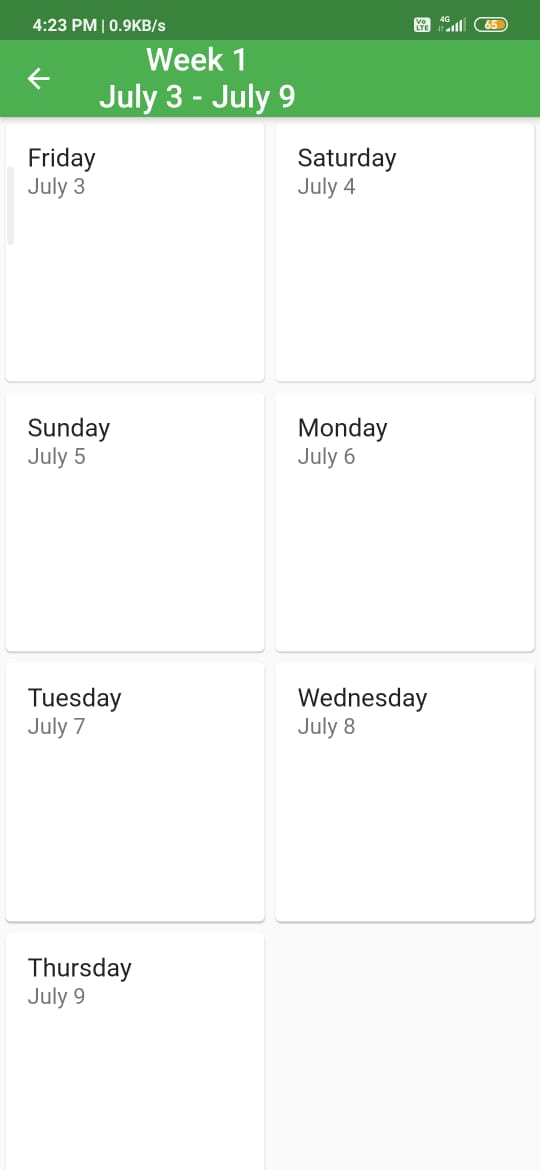 4:23 PM | 0.9KB/s Vo LTE 4G 65
Week 1
July 3 - July 9
Friday
July 3
Saturday
July 4
Sunday
July 5
Monday
July 6
Tuesday
July 7
Wednesday
July 8
Thursday
July 9